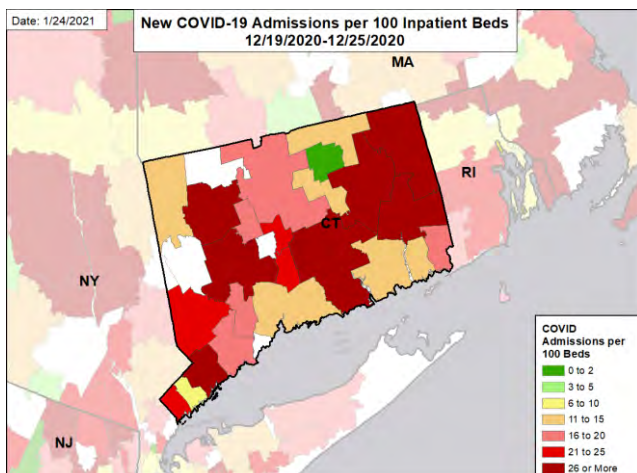 Date: 1/24/2021
New COVID-19 Admissions per 100 Inpatient Beds
12/19/2020-12/25/2020
MA
RI
CT
NY
NJ
COVID
Admissions per
100 Beds
0 to 2
3 to 5
6 to 10
11 to 15
16 to 20
21 to 25
26 or More